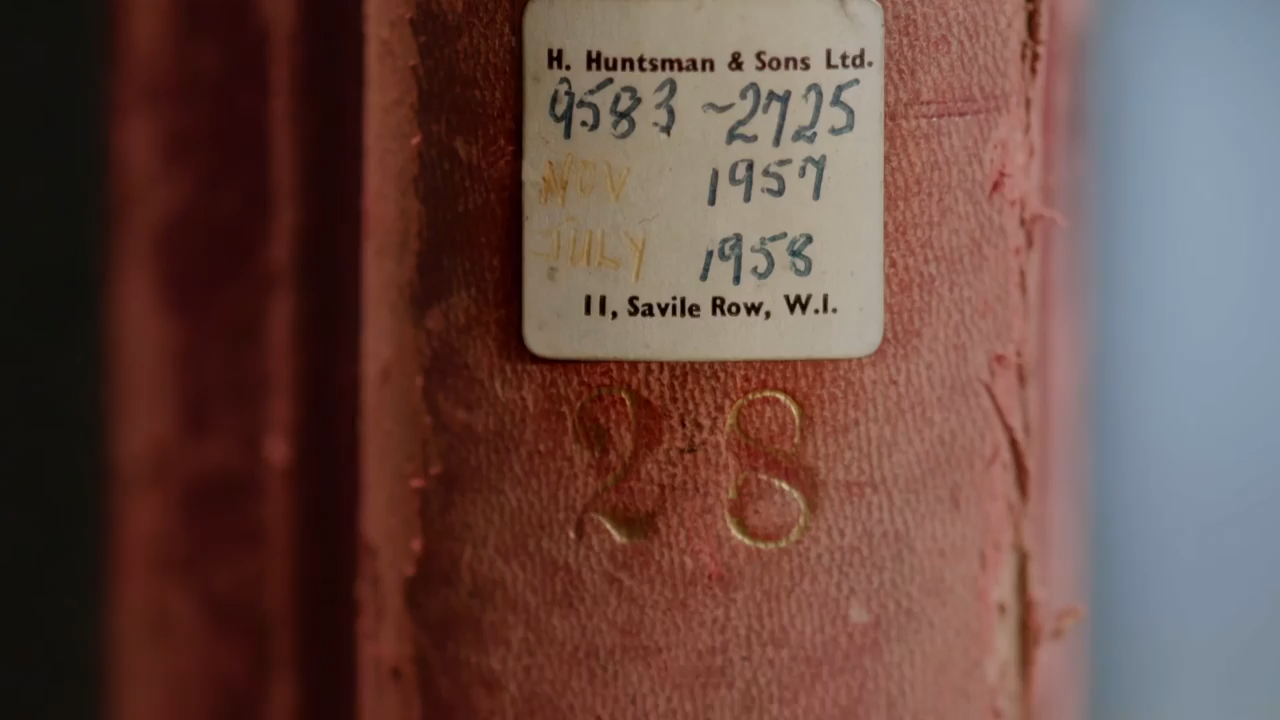 H. Huntsman & Sons Ltd.
9583 ~2725
NOV 1957
JULY 1958
11, Savile Row, W.1.
28